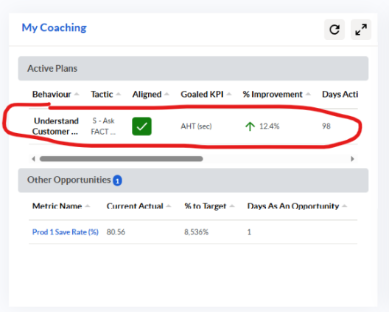 My Coaching
Active Plans
Behaviour Tactic Aligned Goaled KPI % Improvement Days Acti
Understand Customer ... 5 - Ask FACT ... AHT (sec) 12.4% 98
Other Opportunities 1
Metric Name Current Actual % to Target Days As An Opportunity
Prod 1 Save Rate (%) 80.56 8.536% 1